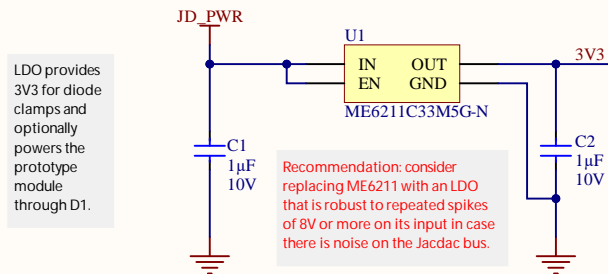 JD_PWR
U1
LDO provides
3V3 for diode
clamps and
optionally
powers the
prototype
module
through D1.
IN OUT
EN GND
3V3
ME6211C33M5G-N
C1
1µF
10V
Recommendation: consider
replacing ME6211 with an LDO
that is robust to repeated spikes
of 8V or more on its input in case
there is noise on the Jacdac bus.
C2
1µF
10V